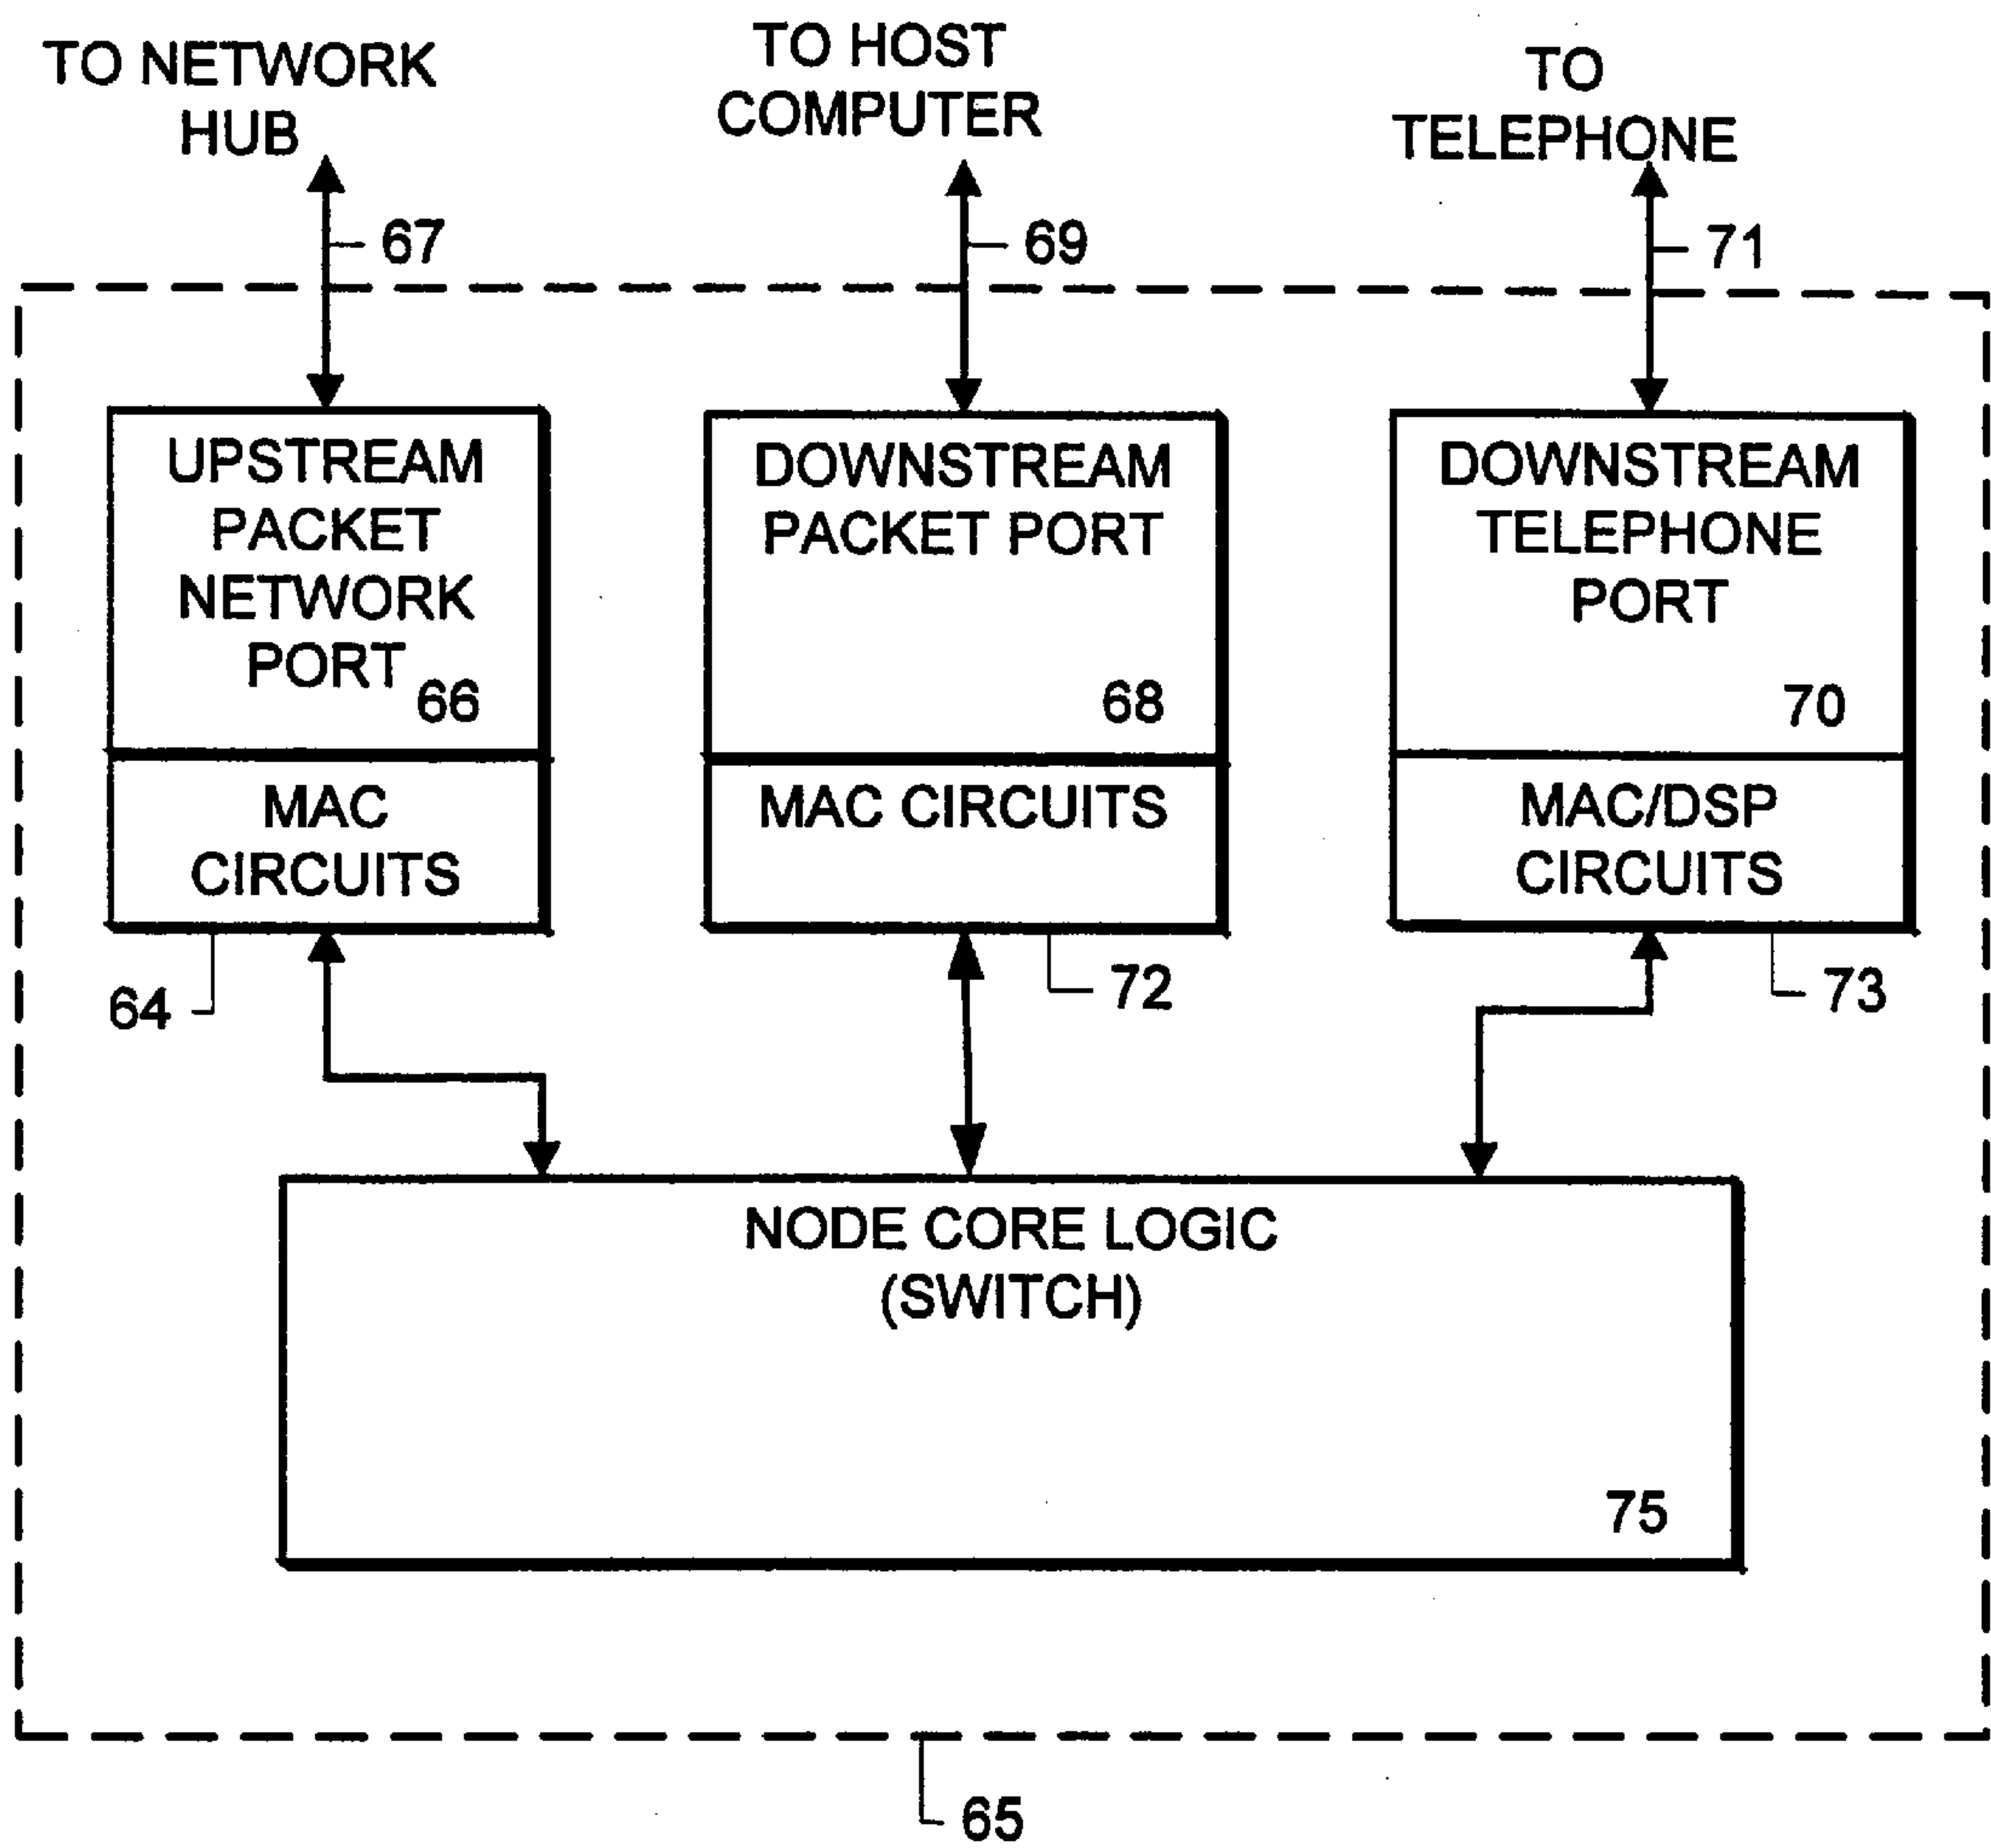 TO NETWORK
HUB
TO HOST
COMPUTER
TO
TELEPHONE
67
69
71
UPSTREAM
PACKET
NETWORK
PORT
66
DOWNSTREAM
PACKET PORT
68
DOWNSTREAM
TELEPHONE
PORT
70
MAC
CIRCUITS
MAC CIRCUITS
MAC/DSP
CIRCUITS
64
72
73
NODE CORE LOGIC
(SWITCH)
75
65